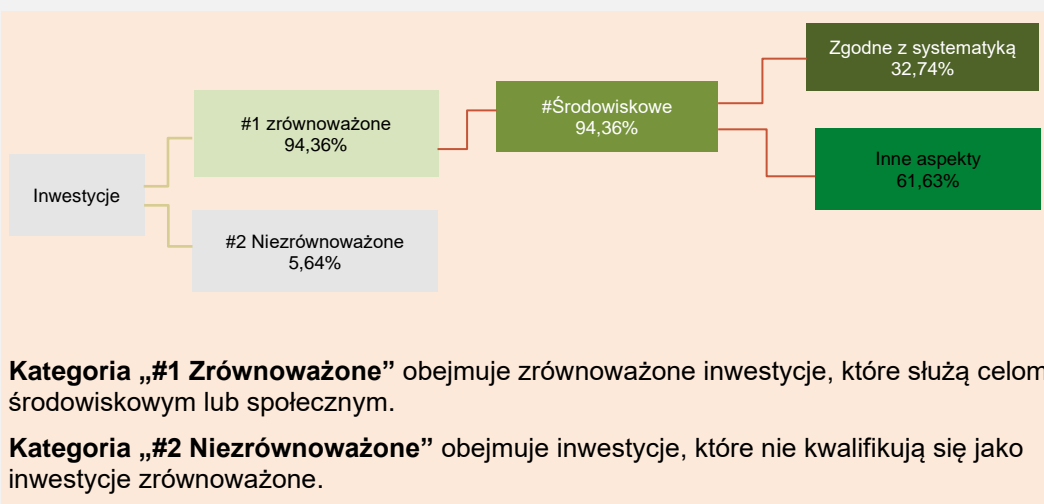 Zgodne z systematyką
32,74%
#Środowiskowe
94,36%
#1 zrównoważone
94,36%
Inne aspekty
61,63%
Inwestycje
#2 Niezrównoważone
5,64%
Kategoria „#1 Zrównoważone” obejmuje zrównoważone inwestycje, które służą celom
środowiskowym lub społecznym.
Kategoria „#2 Niezrównoważone” obejmuje inwestycje, które nie kwalifikują się jako
inwestycje zrównoważone.